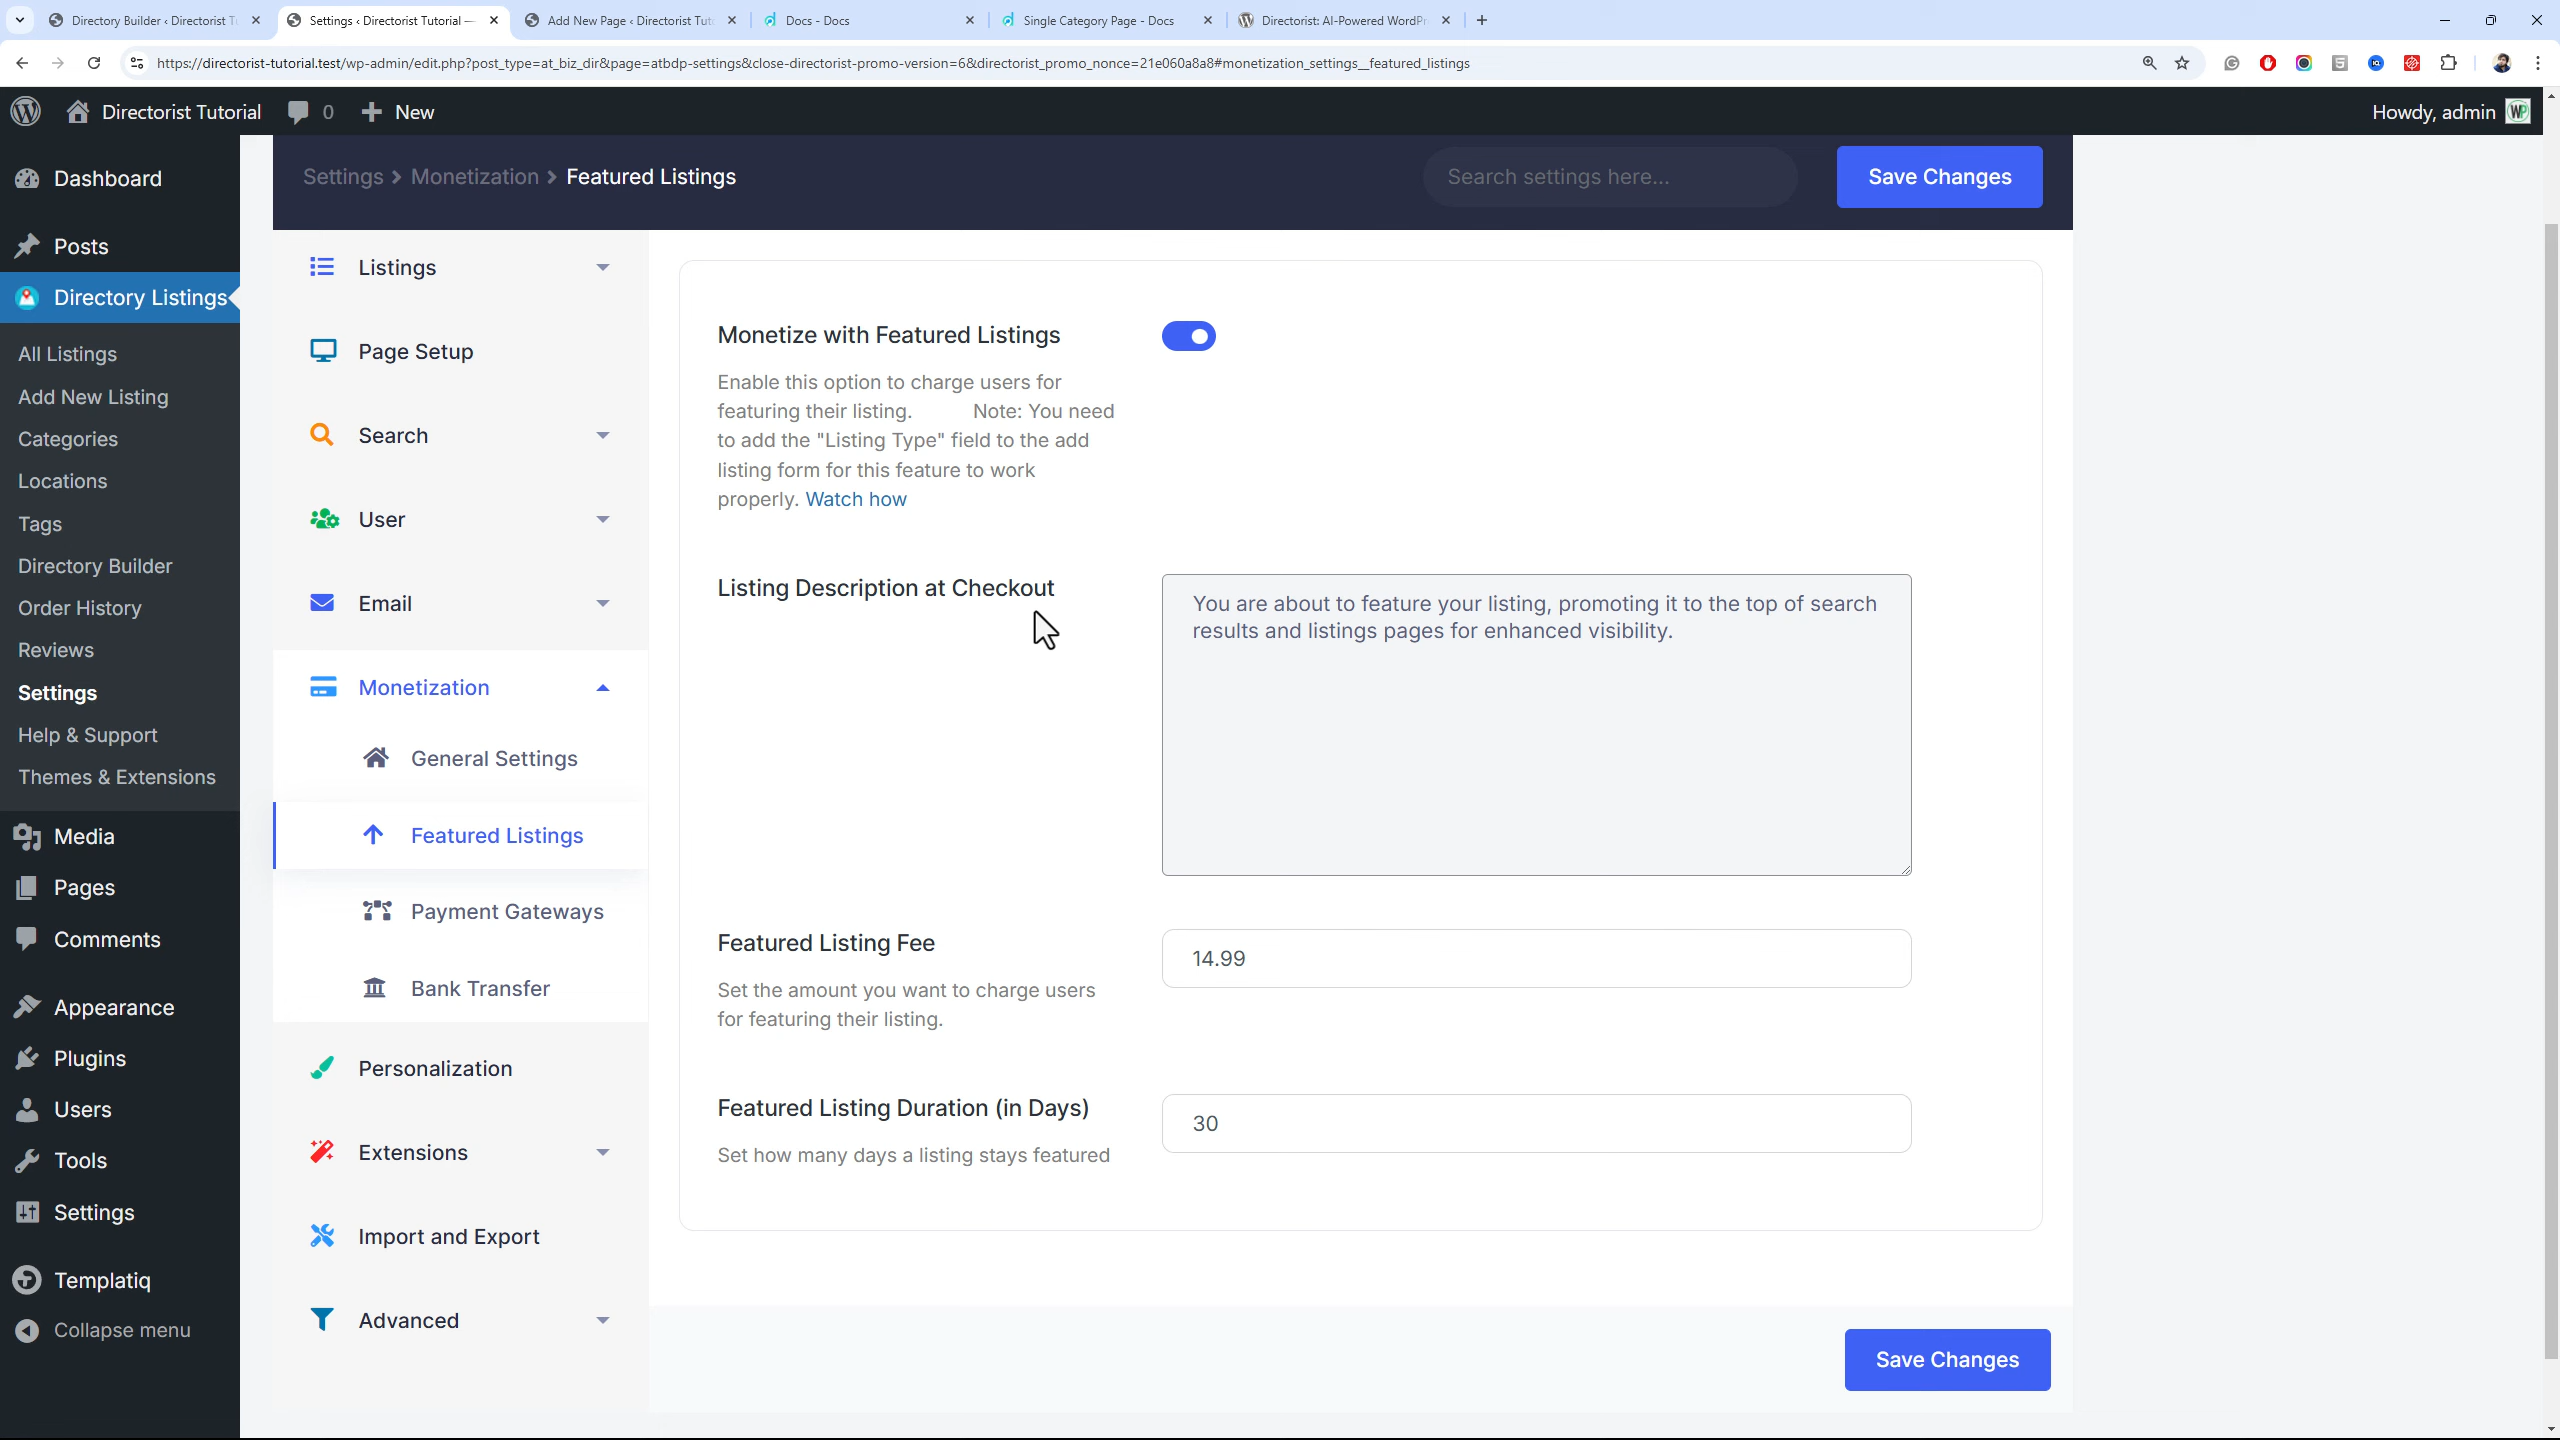 Directory Builder ‹ Directorist T
Settings ‹ Directorist Tutorial —
Add New Page ‹ Directorist Tut
Docs - Docs
Single Category Page - Docs
Directorist: AI-Powered WordPr
https://directorist-tutorial.test/wp-admin/edit.php?post_type=at_biz_dir&page=atbdp-settings&close-directorist-promo-version=6&directorist_promo_nonce=21e060a8a8#monetization_settings__featured_listings
Directorist Tutorial
0
New
Howdy, admin
Dashboard
Posts
Directory Listings
All Listings
Add New Listing
Categories
Locations
Tags
Directory Builder
Order History
Reviews
Settings
Help & Support
Themes & Extensions
Media
Pages
Comments
Appearance
Plugins
Users
Tools
Settings
Templatiq
Collapse menu
Settings > Monetization > Featured Listings
Search settings here...
Save Changes
Listings
Page Setup
Search
User
Email
Monetization
General Settings
Featured Listings
Payment Gateways
Bank Transfer
Personalization
Extensions
Import and Export
Advanced
Monetize with Featured Listings
Enable this option to charge users for
featuring their listing. Note: You need
to add the "Listing Type" field to the add
listing form for this feature to work
properly. Watch how
Listing Description at Checkout
You are about to feature your listing, promoting it to the top of search
results and listings pages for enhanced visibility.
Featured Listing Fee
14.99
Set the amount you want to charge users
for featuring their listing.
Featured Listing Duration (in Days)
30
Set how many days a listing stays featured
Save Changes